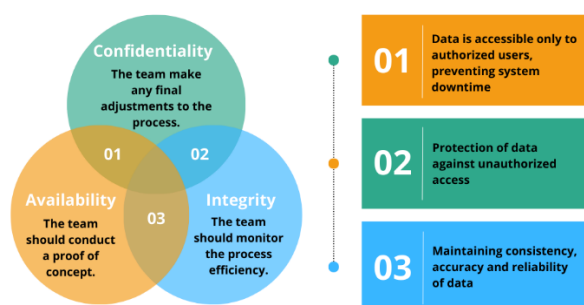 Confidentiality
The team make
any final
adjustments to the
process.
01
02
Availability
The team
should conduct
a proof of
concept.
03
Integrity
The team
should monitor
the process
efficiency.
01
Data is accessible only to
authorized users,
preventing system
downtime
02
Protection of data
against unauthorized
access
03
Maintaining consistency,
accuracy and reliability
of data